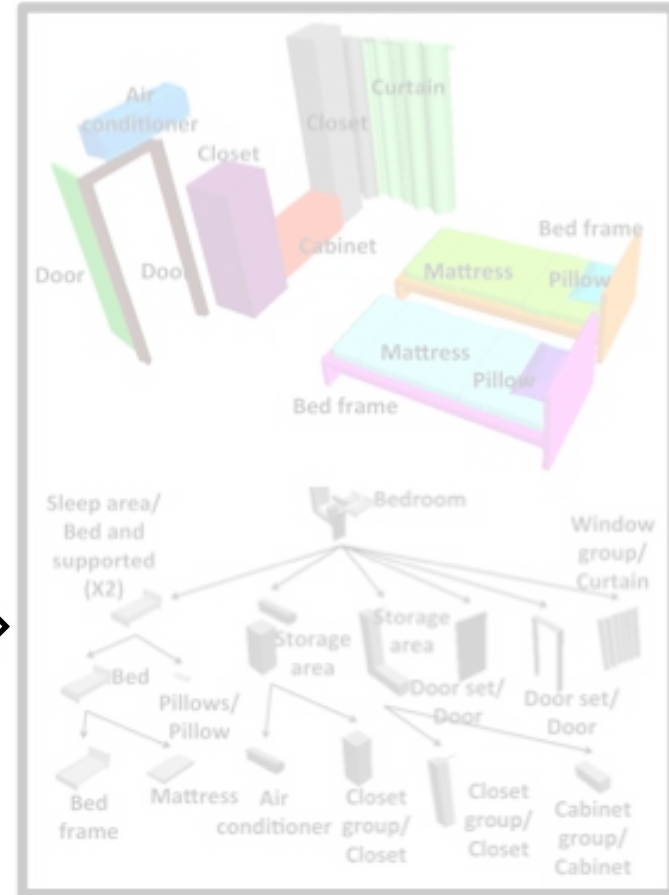 Air
conditioner
Curtain
Closet
Closet
Cabinet
Door
Door
Bed frame
Mattress
Pillow
Mattress
Pillow
Bed frame
Sleep area/
Bed and
supported
(X2)
Bedroom
Window
group/
Curtain
Storage
area
Storage
area
Door set/
Door
Door set/
Door
Bed
Pillows/
Pillow
Bed
frame
Mattress
Air
conditioner
Closet
group/
Closet
Closet
group/
Closet
Cabinet
group/
Cabinet